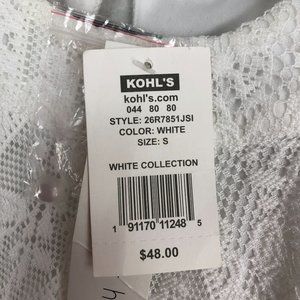 KOHL'S
kohl's.com
044 80 80
STYLE: 26R7851JSI
COLOR: WHITE
SIZE: S
WHITE COLLECTION
1 91170 11248 5
$48.00